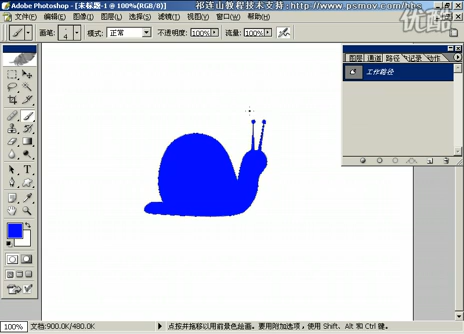 Adobe Photoshop - [未标题-1 @ 100%(RGB/8)]
祁连山教程技术支持:
http://www.psmov.com/bbs
优酷
文件(F) 编辑(E) 图像(I) 图层(L) 选择(S) 滤镜(T) 视图(V) 窗口(W) 帮助(H)
画笔: 4 模式: 正常 不透明度: 100% 流量: 100%
图层 通道 路径 记录 动作
工作路径
100% 文档:900.0K/480.0K 点按并拖移以用前景色绘画。要用附加选项，使用 Shift、Alt 和 Ctrl 键。